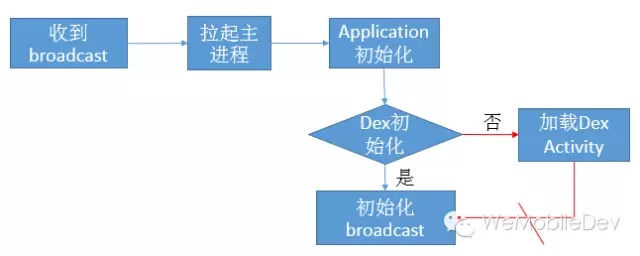 收到
broadcast
拉起主
进程
Application
初始化
Dex初
始化
否
加载Dex
Activity
是
初始化
broadcast
WeMobileDev